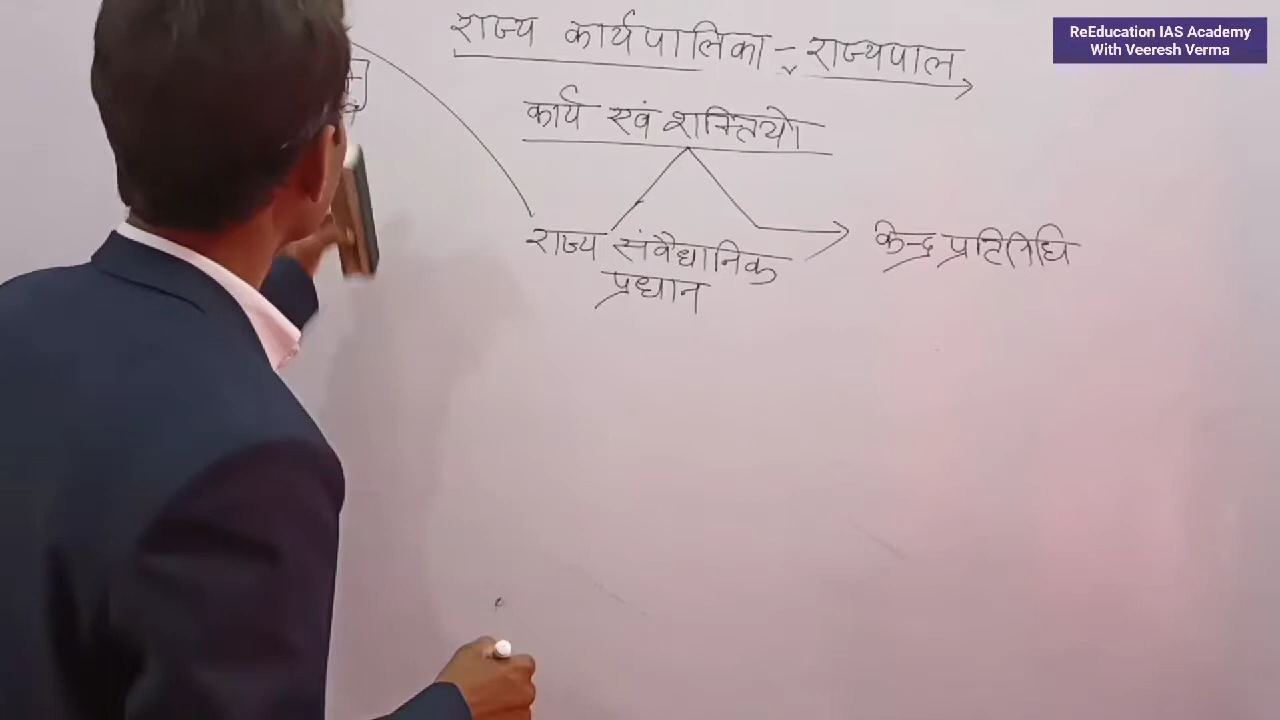 ReEducation IAS Academy
With Veeresh Verma
राज्य कार्यपालिका - राज्यपाल
कार्य एवं शक्तियों
राज्य संवैधानिक
प्रधान
केन्द्र प्रतिनिधि